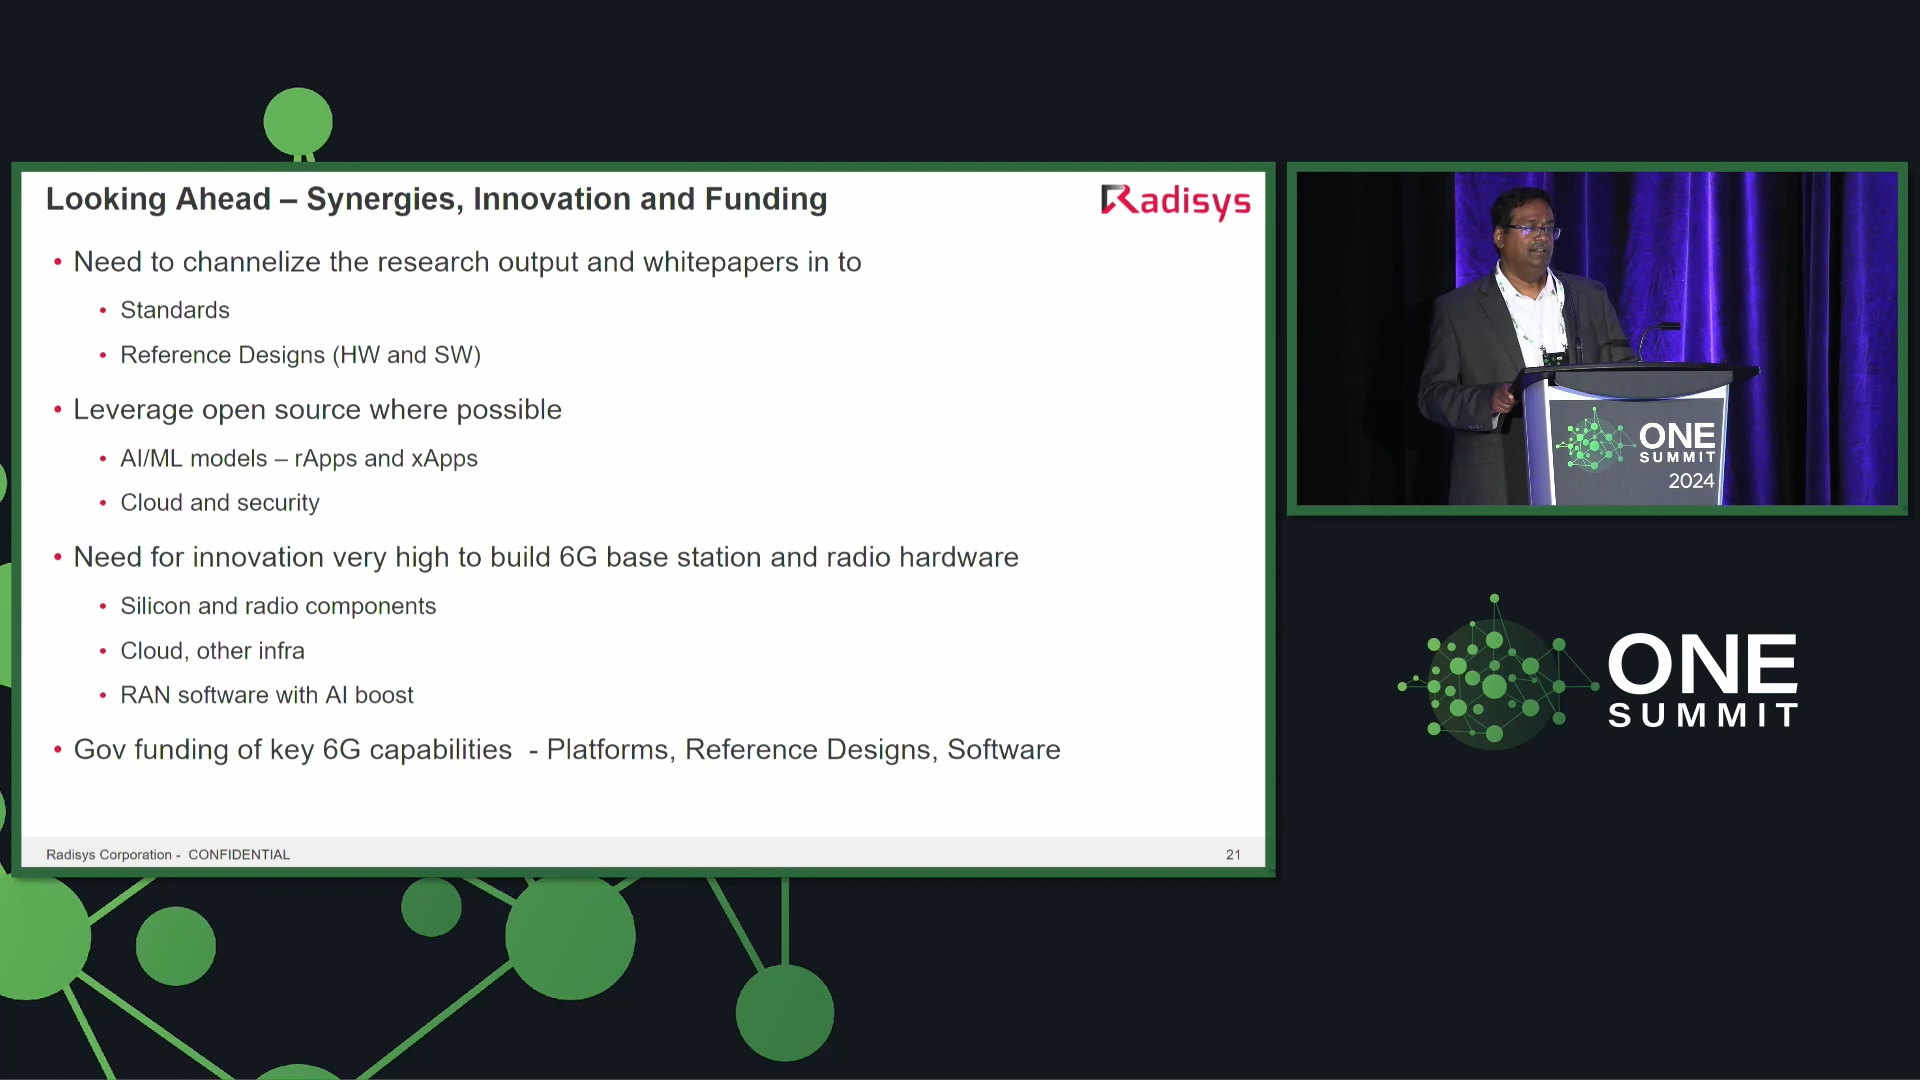 Looking Ahead – Synergies, Innovation and Funding
Radisys
• Need to channelize the research output and whitepapers in to
• Standards
• Reference Designs (HW and SW)
• Leverage open source where possible
• AI/ML models – rApps and xApps
• Cloud and security
• Need for innovation very high to build 6G base station and radio hardware
• Silicon and radio components
• Cloud, other infra
• RAN software with AI boost
• Gov funding of key 6G capabilities  - Platforms, Reference Designs, Software
Radisys Corporation -  CONFIDENTIAL
21
ONE
SUMMIT
2024
ONE
SUMMIT